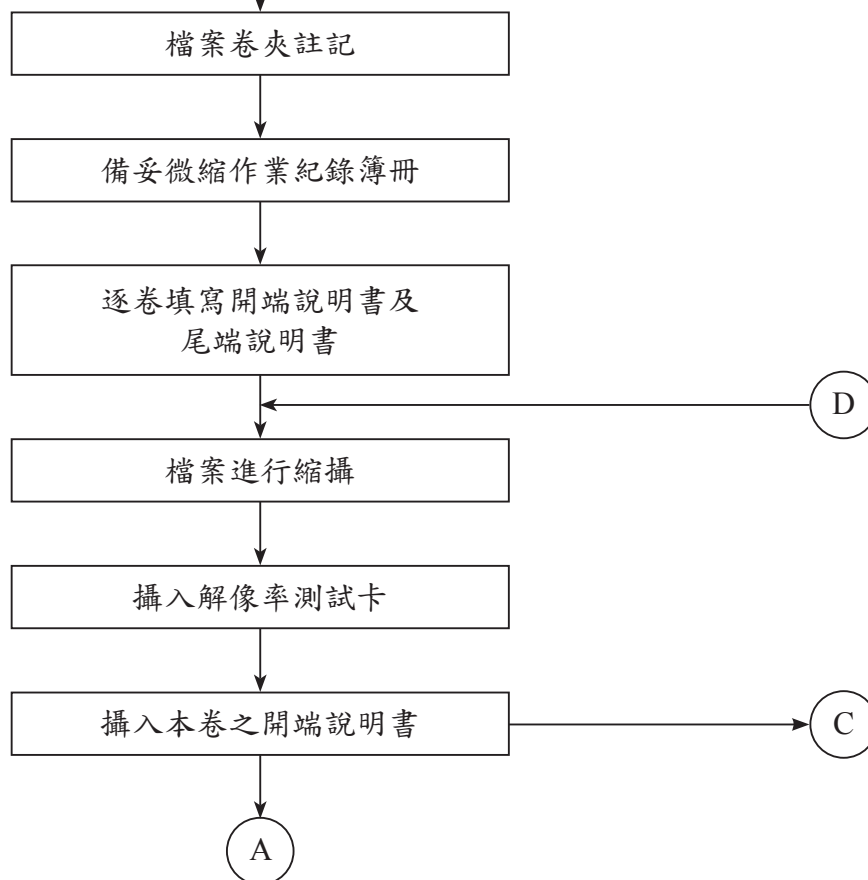 檔案卷夾註記
備妥微縮作業紀錄簿冊
逐卷填寫開端說明書及
尾端說明書
D
檔案進行縮攝
攝入解像率測試卡
攝入本卷之開端說明書
C
A